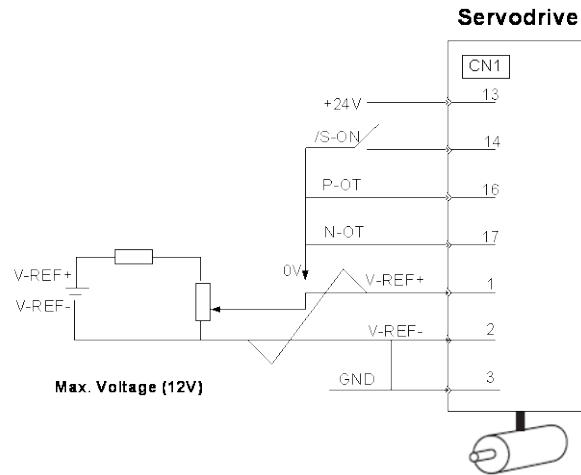 Servodrive
CN1
+24V 13
/S-ON 14
P-OT 16
N-OT 17
0V
V-REF+ V-REF+ 1
V-REF- V-REF- 2
GND 3
Max. Voltage (12V)